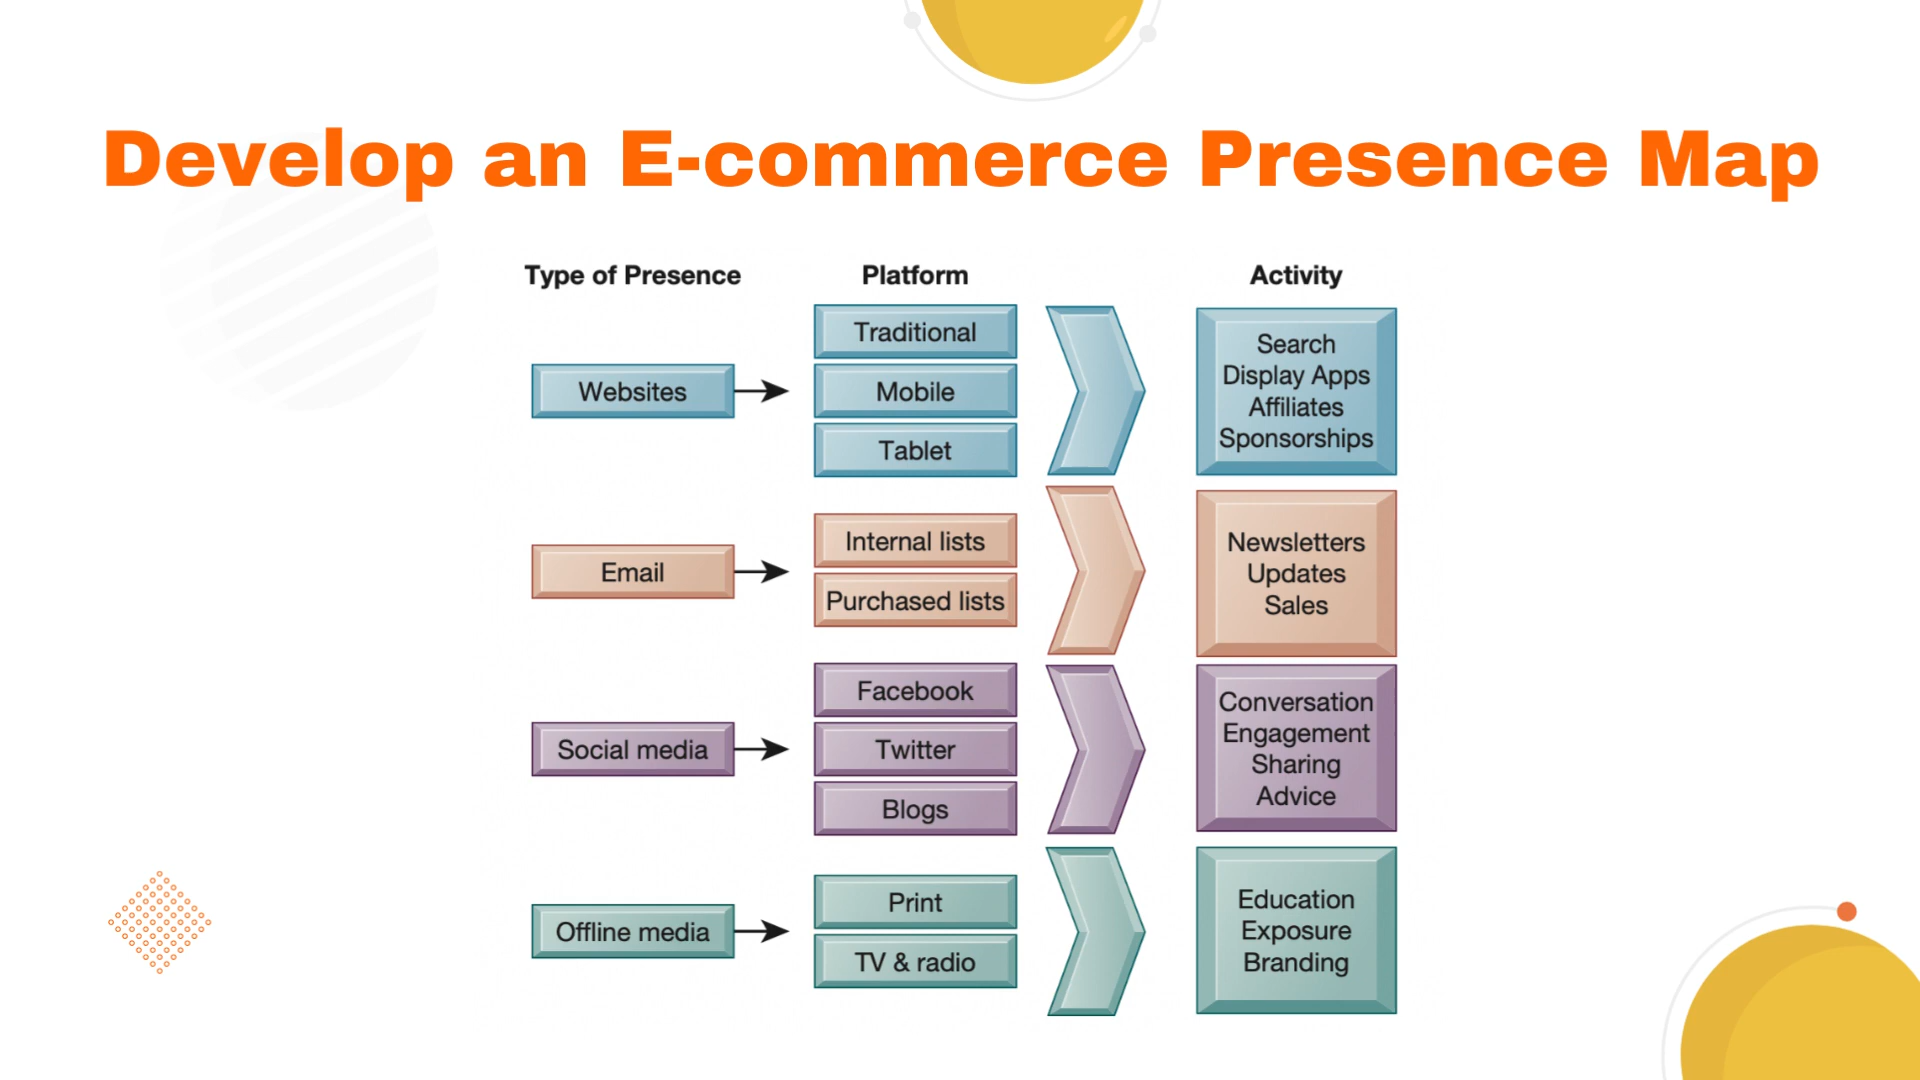 Develop an E-commerce Presence Map
Type of Presence
Platform
Activity
Websites
Traditional
Mobile
Tablet
Search
Display Apps
Affiliates
Sponsorships
Email
Internal lists
Purchased lists
Newsletters
Updates
Sales
Social media
Facebook
Twitter
Blogs
Conversation
Engagement
Sharing
Advice
Offline media
Print
TV & radio
Education
Exposure
Branding